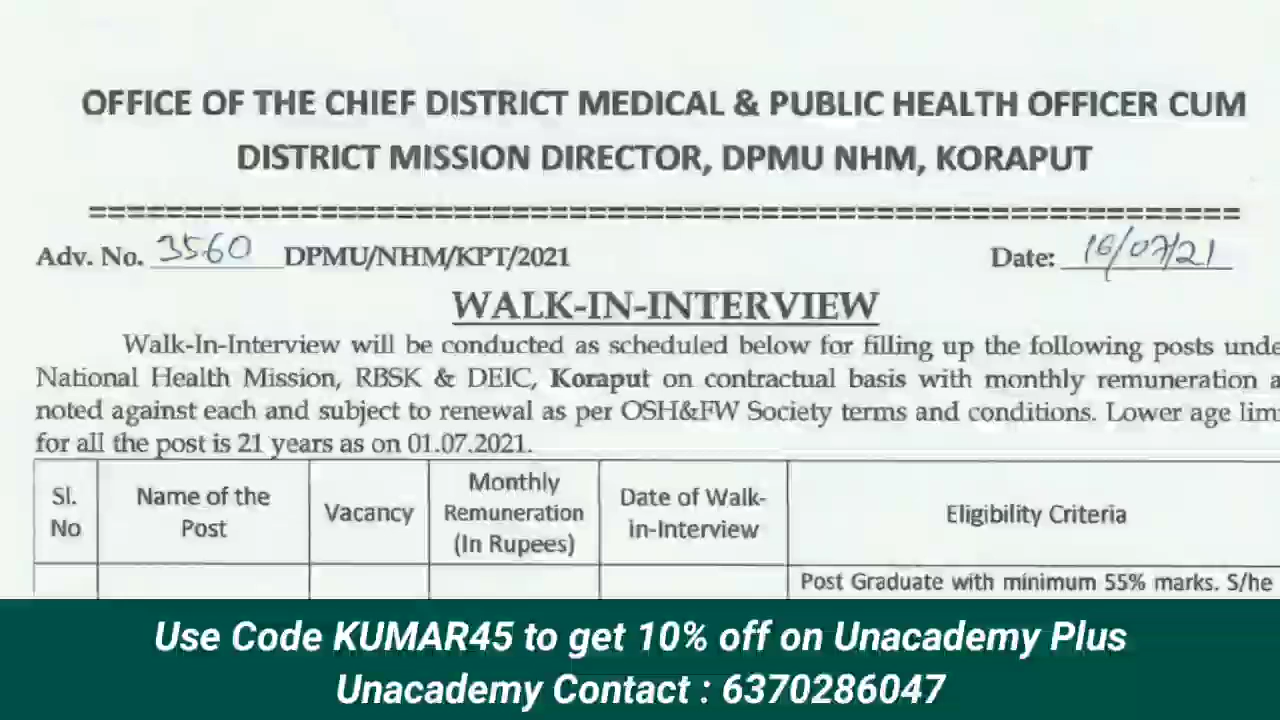 OFFICE OF THE CHIEF DISTRICT MEDICAL & PUBLIC HEALTH OFFICER CUM
DISTRICT MISSION DIRECTOR, DPMU NHM, KORAPUT
================================================
Adv. No. 3560 DPMU/NHM/KPT/2021 Date: 16/07/21
WALK-IN-INTERVIEW
Walk-In-Interview will be conducted as scheduled below for filling up the following posts unde
National Health Mission, RBSK & DEIC, Koraput on contractual basis with monthly remuneration a
noted against each and subject to renewal as per OSH&FW Society terms and conditions. Lower age lim
for all the post is 21 years as on 01.07.2021.
Sl. No
Name of the Post
Vacancy
Monthly Remuneration (In Rupees)
Date of Walk-in-Interview
Eligibility Criteria
Post Graduate with minimum 55% marks. S/he
Use Code KUMAR45 to get 10% off on Unacademy Plus
Unacademy Contact : 6370286047